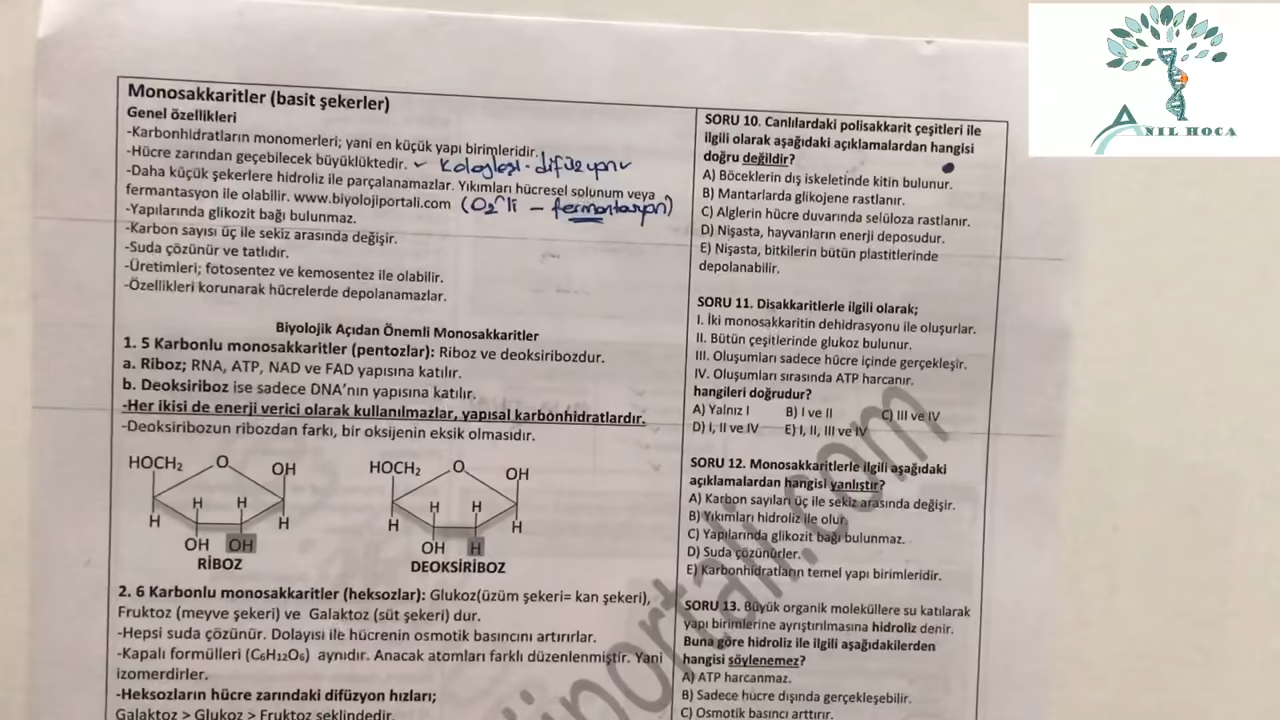 Monosakkaritler (basit şekerler)
Genel özellikleri
-Karbonhidratların monomerleri; yani en küçük yapı birimleridir.
-Hücre zarından geçebilecek büyüklüktedir.
-Daha küçük şekerlere hidroliz ile parçalanamazlar. Yıkımları hücresel solunum veya
fermantasyon ile olabilir. www.biyolojiportali.com (O2'li - fermantasyon)
-Yapılarında glikozit bağı bulunmaz.
-Karbon sayısı üç ile sekiz arasında değişir.
-Suda çözünür ve tatlıdır.
-Üretimleri; fotosentez ve kemosentez ile olabilir.
-Özellikleri korunarak hücrelerde depolanamazlar.
Biyolojik Açıdan Önemli Monosakkaritler
1. 5 Karbonlu monosakkaritler (pentozlar): Riboz ve deoksiribozdur.
a. Riboz; RNA, ATP, NAD ve FAD yapısına katılır.
b. Deoksiriboz ise sadece DNA'nın yapısına katılır.
-Her ikisi de enerji verici olarak kullanılmazlar, yapısal karbonhidratlardır.
-Deoksiribozun ribozdan farkı, bir oksijenin eksik olmasıdır.
HOCH₂ O OH
H H
H H
OH OH
RİBOZ
HOCH₂ O OH
H H
H H
OH H
DEOKSİRİBOZ
2. 6 Karbonlu monosakkaritler (heksozlar): Glukoz(üzüm şekeri= kan şekeri),
Fruktoz (meyve şekeri) ve Galaktoz (süt şekeri) dur.
-Hepsi suda çözünür. Dolayısı ile hücrenin osmotik basıncını artırırlar.
-Kapalı formülleri (C₆H₁₂O₆) aynıdır. Anacak atomları farklı düzenlenmiştir. Yani
izomerdirler.
-Heksozların hücre zarındaki difüzyon hızları;
Galaktoz > Glukoz > Fruktoz şeklindedir.
SORU 10. Canlılardaki polisakkarit çeşitleri ile
ilgili olarak aşağıdaki açıklamalardan hangisi
doğru değildir?
A) Böceklerin dış iskeletinde kitin bulunur.
B) Mantarlarda glikojene rastlanır.
C) Alglerin hücre duvarında selüloza rastlanır.
D) Nişasta, hayvanların enerji deposudur.
E) Nişasta, bitkilerin bütün plastitlerinde
depolanabilir.
SORU 11. Disakkaritlerle ilgili olarak;
I. İki monosakkaritin dehidrasyonu ile oluşurlar.
II. Bütün çeşitlerinde glukoz bulunur.
III. Oluşumları sadece hücre içinde gerçekleşir.
IV. Oluşumları sırasında ATP harcanır.
hangileri doğrudur?
A) Yalnız I B) I ve II C) III ve IV
D) I, II ve IV E) I, II, III ve IV
SORU 12. Monosakkaritlerle ilgili aşağıdaki
açıklamalardan hangisi yanlıştır?
A) Karbon sayıları üç ile sekiz arasında değişir.
B) Yıkımları hidroliz ile olur
C) Yapılarında glikozit bağı bulunmaz.
D) Suda çözünürler.
E) Karbonhidratların temel yapı birimleridir.
SORU 13. Büyük organik moleküllere su katılarak
yapı birimlerine ayrıştırılmasına hidroliz denir.
Buna göre hidroliz ile ilgili aşağıdakilerden
hangisi söylenemez?
A) ATP harcanmaz.
B) Sadece hücre dışında gerçekleşebilir.
C) Osmotik basıncı arttırır.
ANIL HOCA